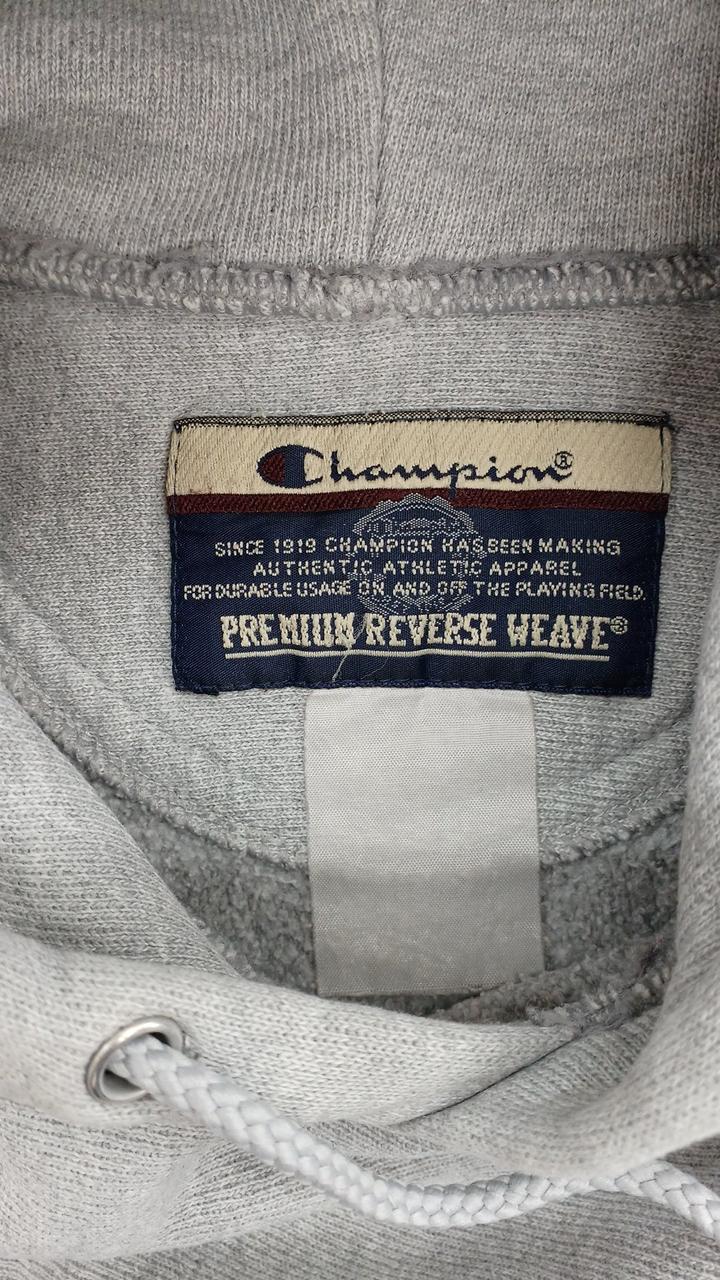 Champion®
SINCE 1919 CHAMPION HAS BEEN MAKING
AUTHENTIC ATHLETIC APPAREL
FOR DURABLE USAGE ON AND OFF THE PLAYING FIELD.
PREMIUM REVERSE WEAVE®